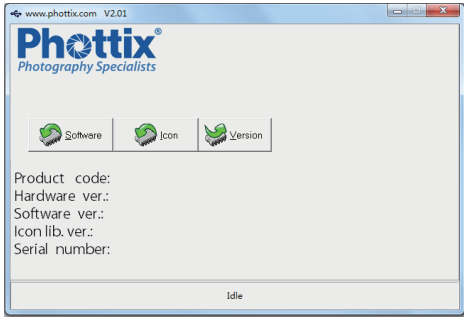 www.phottix.com V2.01
Phottix®
Photography Specialists
Software Icon Version
Product code:
Hardware ver.:
Software ver.:
Icon lib. ver.:
Serial number:
Idle